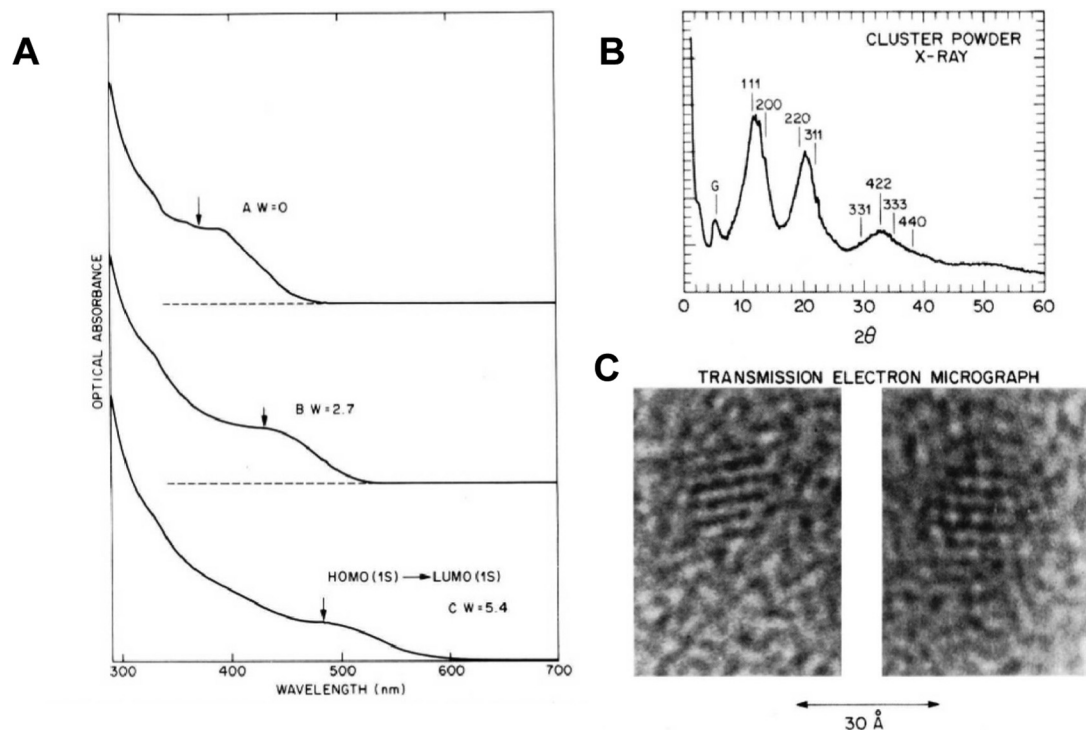 A
OPTICAL ABSORBANCE
A W=0
B W=2.7
HOMO (1S) → LUMO (1S)
C W=5.4
300 400 500 600 700
WAVELENGTH (nm)
B
CLUSTER POWDER
X-RAY
111
200
220
311
G
422
331
333
440
0 10 20 30 40 50 60
2θ
C
TRANSMISSION ELECTRON MICROGRAPH
30 Å